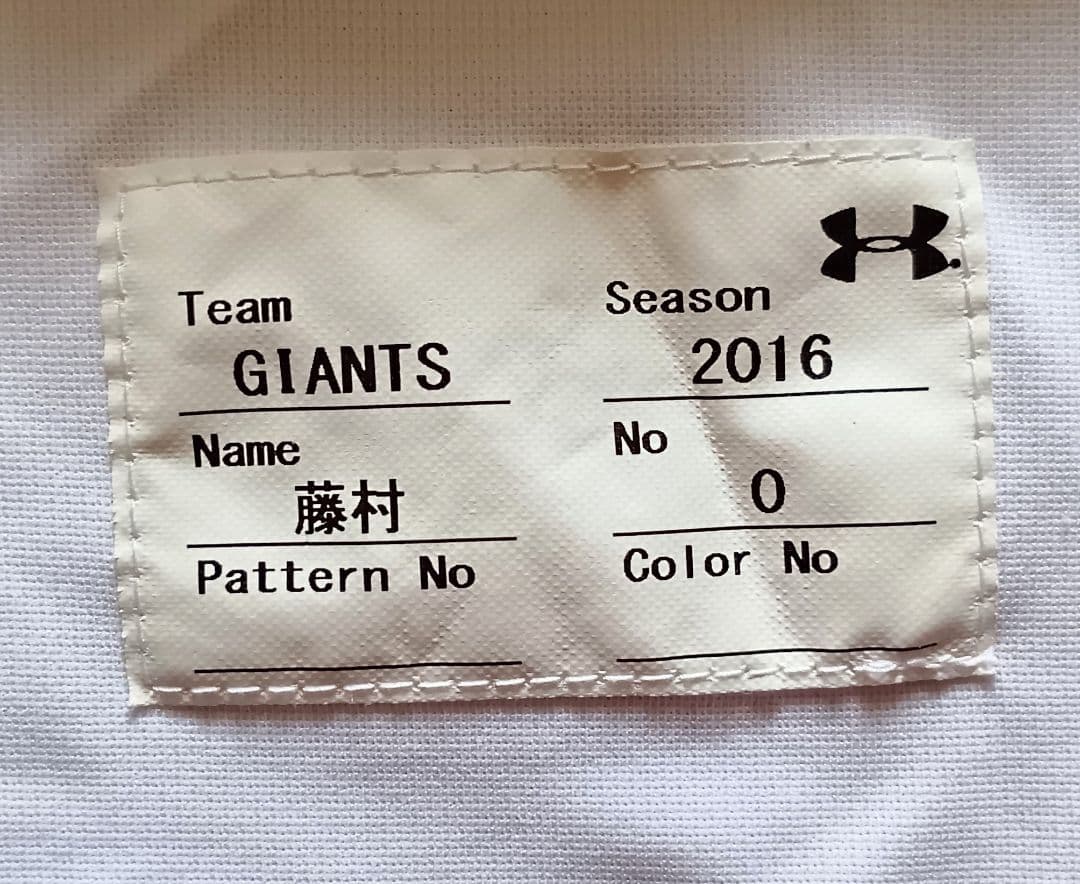 Team
GIANTS
Season
2016
Name
藤村
No
0
Pattern No
Color No